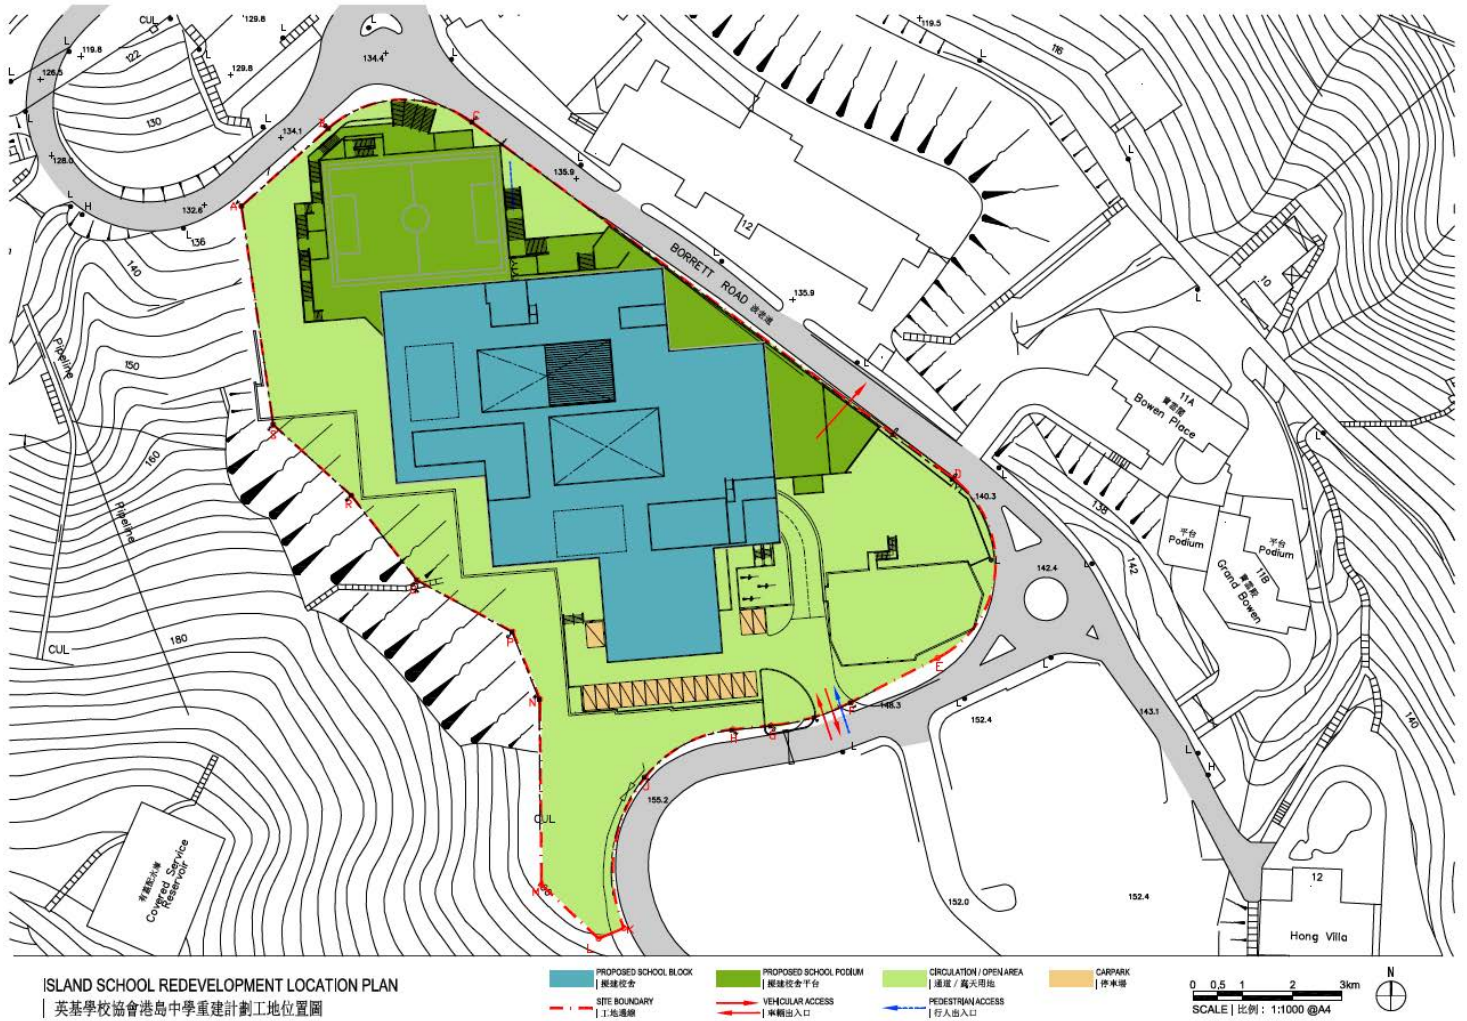 CUL
129.8
119.5
134.4
119.8
122
129.8
116
126.5
130
134.1
128.0
132.6
136
140
135.9
12
BORRETT ROAD 波老道
135.9
10
150
Pipeline
160
Pipeline
11A
寶雲閣
Bowen Place
140.3
138
平台
Podium
平台
Podium
11B
寶雲殿
Grand Bowen
142.4
142
180
CUL
148.3
152.4
143.1
140
155.2
CUL
有蓋配水庫
Covered Service
Reservoir
152.0
152.4
12
Hong Villa
A
B
C
D
E
F
G
H
J
K
L
M
N
P
R
S
ISLAND SCHOOL REDEVELOPMENT LOCATION PLAN
英基學校協會港島中學重建計劃工地位置圖
PROPOSED SCHOOL BLOCK
擬建校舍
PROPOSED SCHOOL PODIUM
擬建校舍平台
CIRCULATION / OPEN AREA
通道 / 露天用地
CARPARK
停車場
SITE BOUNDARY
工地邊線
VEHICULAR ACCESS
車輛出入口
PEDESTRIAN ACCESS
行人出入口
0 0.5 1 2 3km
SCALE | 比例 : 1:1000 @A4
N